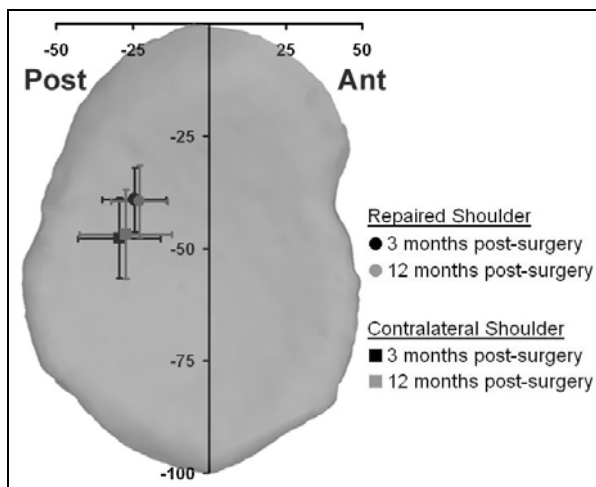 -50 -25 0 25 50
Post Ant
-25
Repaired Shoulder
3 months post-surgery
12 months post-surgery
-50
Contralateral Shoulder
3 months post-surgery
-75
12 months post-surgery
-100